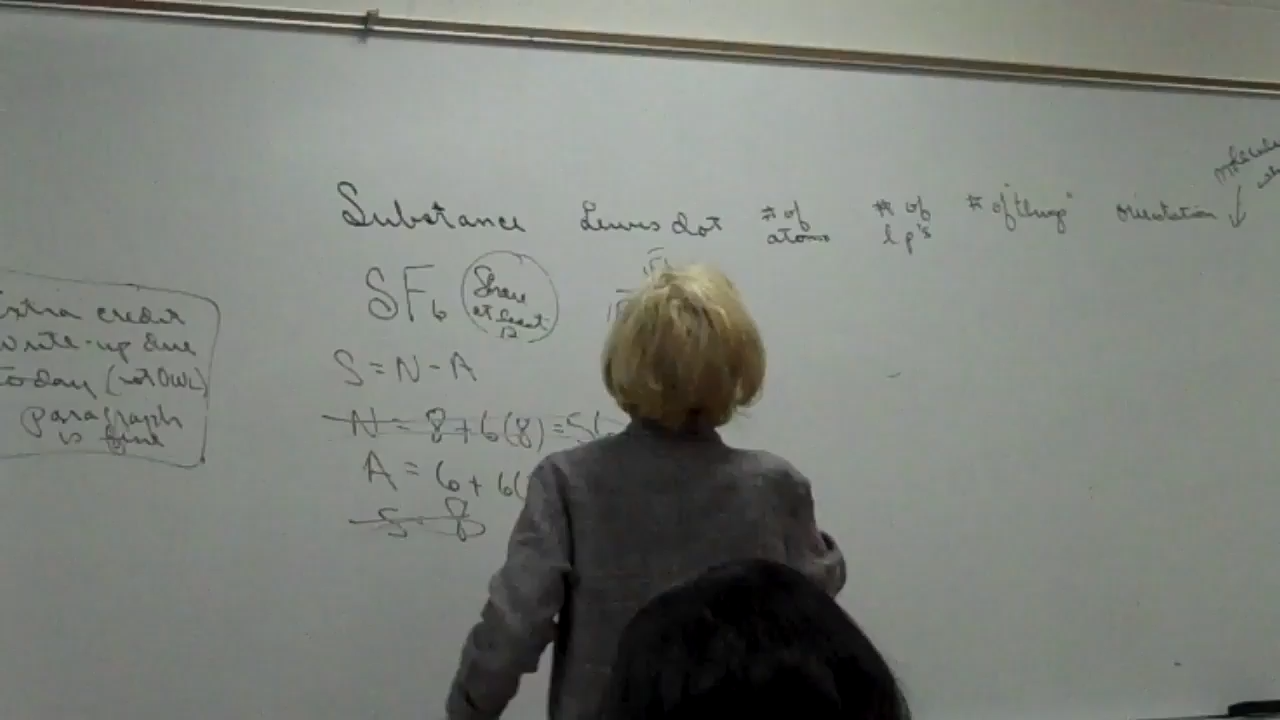 Substance Lewis dot # of atoms # of lp's # of "things" orientation
SF6 Share at least 12
S = N - A
N = 8 + 6(8) = 56
A = 6 + 6(
S 8
Extra credit
write-up due
today (not OWL)
paragraph
is fine